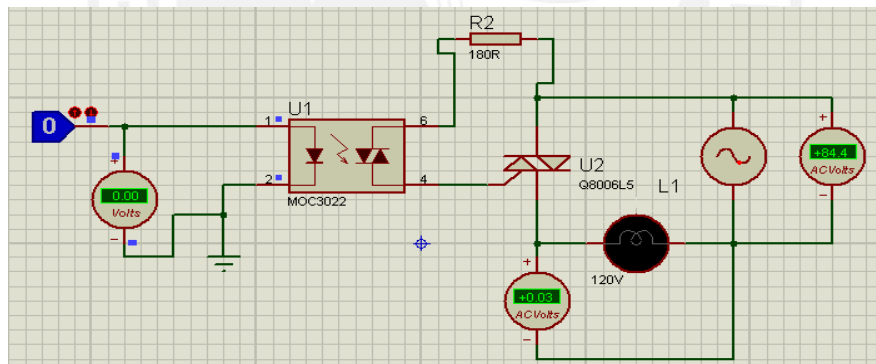 R2
180R
0
U1
1
6
2
4
MOC3022
0.00
Volts
U2
Q8006L5
L1
120V
+84.4
AC Volts
+0.03
AC Volts